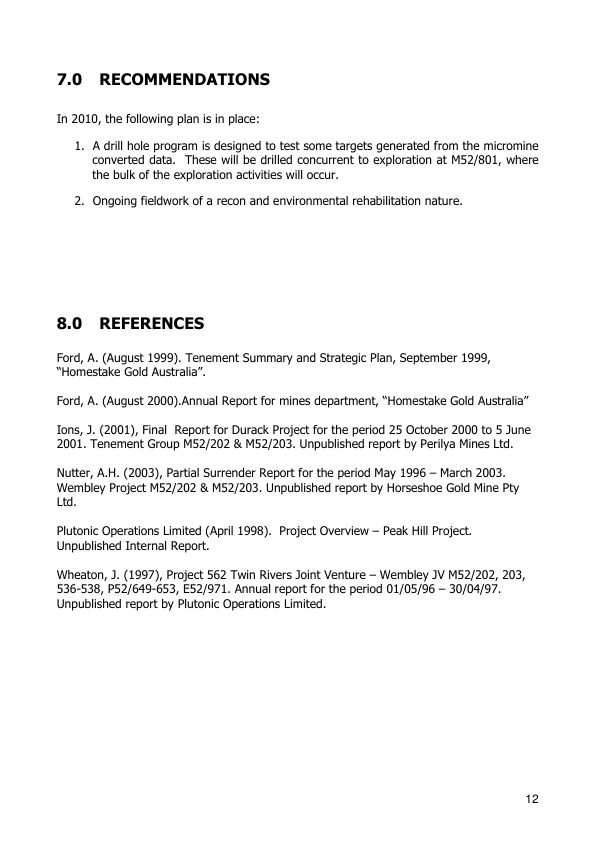 7.0 RECOMMENDATIONS
In 2010, the following plan is in place:
1. A drill hole program is designed to test some targets generated from the micromine
converted data.  These will be drilled concurrent to exploration at M52/801, where
the bulk of the exploration activities will occur.
2. Ongoing fieldwork of a recon and environmental rehabilitation nature.
8.0 REFERENCES
Ford, A. (August 1999). Tenement Summary and Strategic Plan, September 1999,
“Homestake Gold Australia”.
Ford, A. (August 2000).Annual Report for mines department, “Homestake Gold Australia”
Ions, J. (2001), Final  Report for Durack Project for the period 25 October 2000 to 5 June
2001. Tenement Group M52/202 & M52/203. Unpublished report by Perilya Mines Ltd.
Nutter, A.H. (2003), Partial Surrender Report for the period May 1996 – March 2003.
Wembley Project M52/202 & M52/203. Unpublished report by Horseshoe Gold Mine Pty
Ltd.
Plutonic Operations Limited (April 1998).  Project Overview – Peak Hill Project.
Unpublished Internal Report.
Wheaton, J. (1997), Project 562 Twin Rivers Joint Venture – Wembley JV M52/202, 203,
536-538, P52/649-653, E52/971. Annual report for the period 01/05/96 – 30/04/97.
Unpublished report by Plutonic Operations Limited.
12